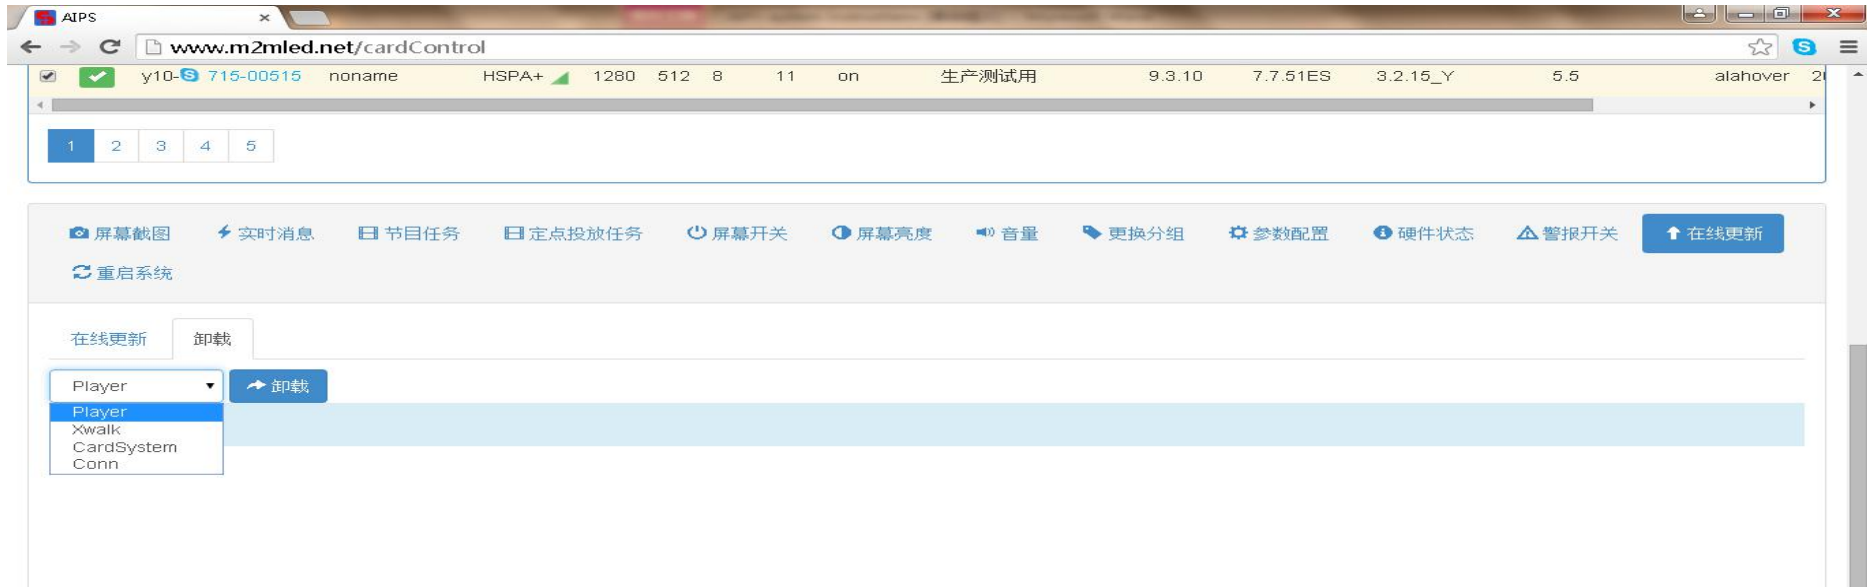 AIPS
www.m2mled.net/cardControl
y10- 715-00515 noname HSPA+ 1280 512 8 11 on 生产测试用 9.3.10 7.7.51ES 3.2.15_Y 5.5 alahover
1 2 3 4 5
屏幕截图 实时消息 节目任务 定点投放任务 屏幕开关 屏幕亮度 音量 更换分组 参数配置 硬件状态 警报开关 在线更新
重启系统
在线更新 卸载
Player 卸载
Player
Xwalk
CardSystem
Conn